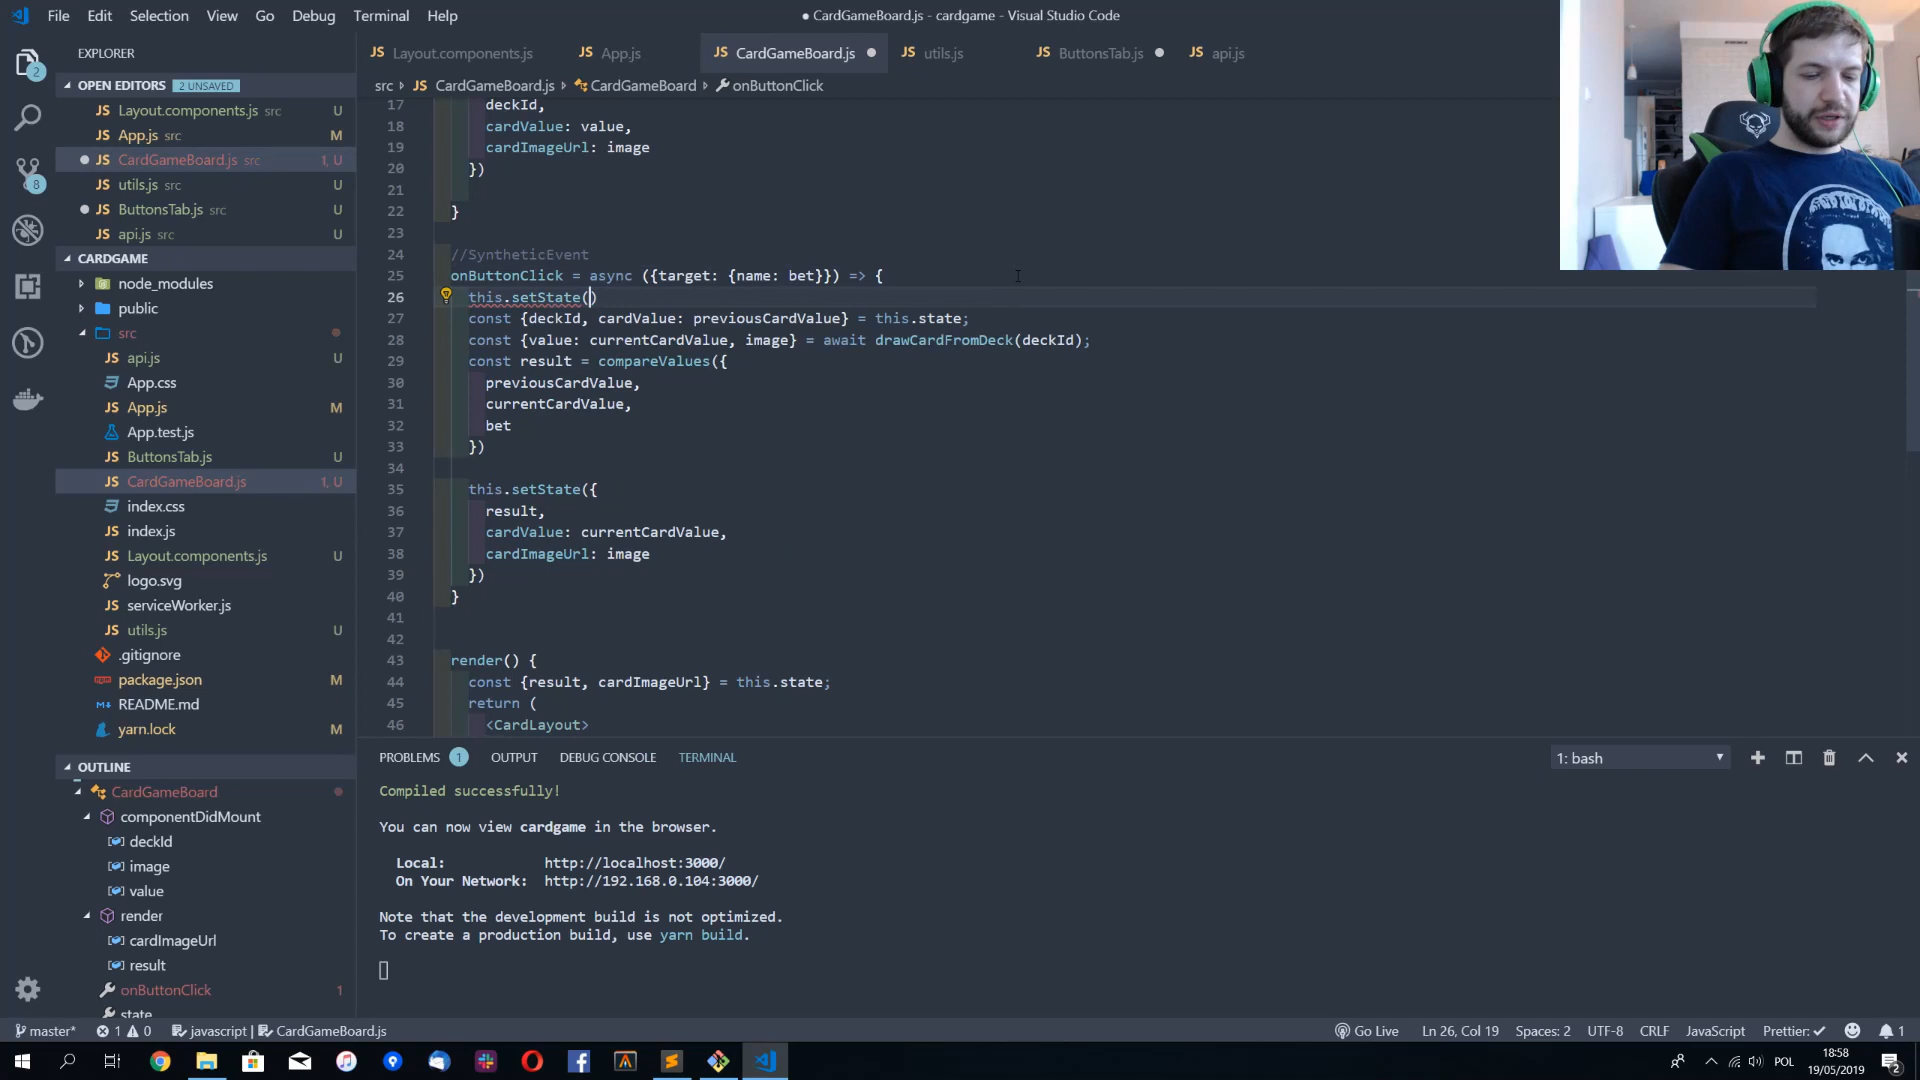 File Edit Selection View Go Debug Terminal Help
● CardGameBoard.js - cardgame - Visual Studio Code
EXPLORER
JS Layout.components.js JS App.js JS CardGameBoard.js ● JS utils.js JS ButtonsTab.js ● JS api.js
src › JS CardGameBoard.js › CardGameBoard › onButtonClick
2
8
OPEN EDITORS 2 UNSAVED
JS Layout.components.js src U
JS App.js src M
● JS CardGameBoard.js src 1, U
JS utils.js src U
● JS ButtonsTab.js src U
JS api.js src U
CARDGAME
node_modules
public
src
JS api.js U
App.css
JS App.js M
App.test.js
JS ButtonsTab.js U
JS CardGameBoard.js 1, U
index.css
JS index.js
JS Layout.components.js U
logo.svg
JS serviceWorker.js
JS utils.js U
.gitignore
package.json M
README.md
yarn.lock M
OUTLINE
CardGameBoard
componentDidMount
deckId
image
value
render
cardImageUrl
result
onButtonClick 1
state
17 deckId,
18 cardValue: value,
19 cardImageUrl: image
20 })
21
22 }
23
24 //SyntheticEvent
25 onButtonClick = async ({target: {name: bet}}) => {
26 this.setState()
27 const {deckId, cardValue: previousCardValue} = this.state;
28 const {value: currentCardValue, image} = await drawCardFromDeck(deckId);
29 const result = compareValues({
30 previousCardValue,
31 currentCardValue,
32 bet
33 })
34
35 this.setState({
36 result,
37 cardValue: currentCardValue,
38 cardImageUrl: image
39 })
40 }
41
42
43 render() {
44 const {result, cardImageUrl} = this.state;
45 return (
46 <CardLayout>
PROBLEMS 1 OUTPUT DEBUG CONSOLE TERMINAL 1: bash
Compiled successfully!
You can now view cardgame in the browser.
Local: http://localhost:3000/
On Your Network: http://192.168.0.104:3000/
Note that the development build is not optimized.
To create a production build, use yarn build.
master* 1 0 javascript | CardGameBoard.js Go Live Ln 26, Col 19 Spaces: 2 UTF-8 CRLF JavaScript Prettier: ✓ 1
POL 18:58
19/05/2019 2